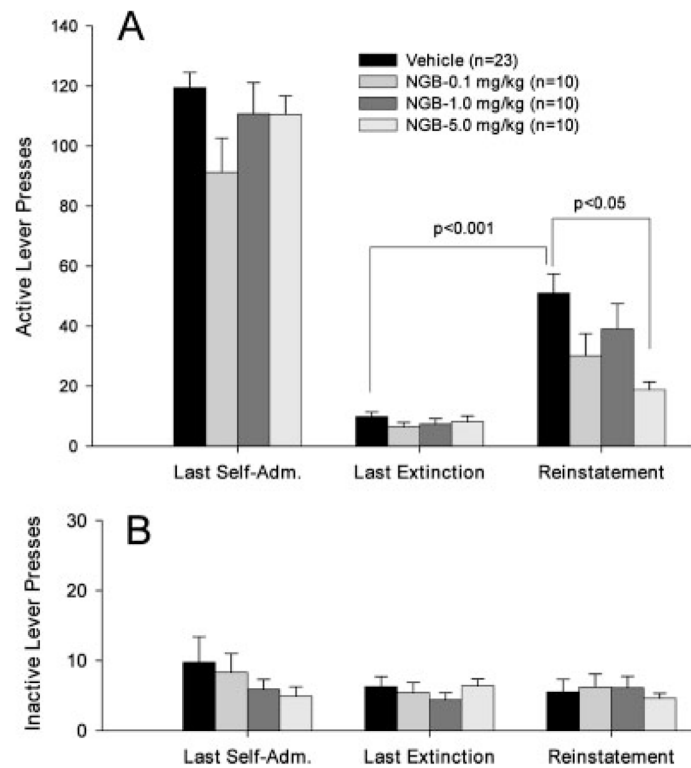 A
140
120
100
80
60
40
20
0
Active Lever Presses
Vehicle (n=23)
NGB-0.1 mg/kg (n=10)
NGB-1.0 mg/kg (n=10)
NGB-5.0 mg/kg (n=10)
p<0.001
p<0.05
Last Self-Adm.
Last Extinction
Reinstatement
B
30
20
10
0
Inactive Lever Presses
Last Self-Adm.
Last Extinction
Reinstatement